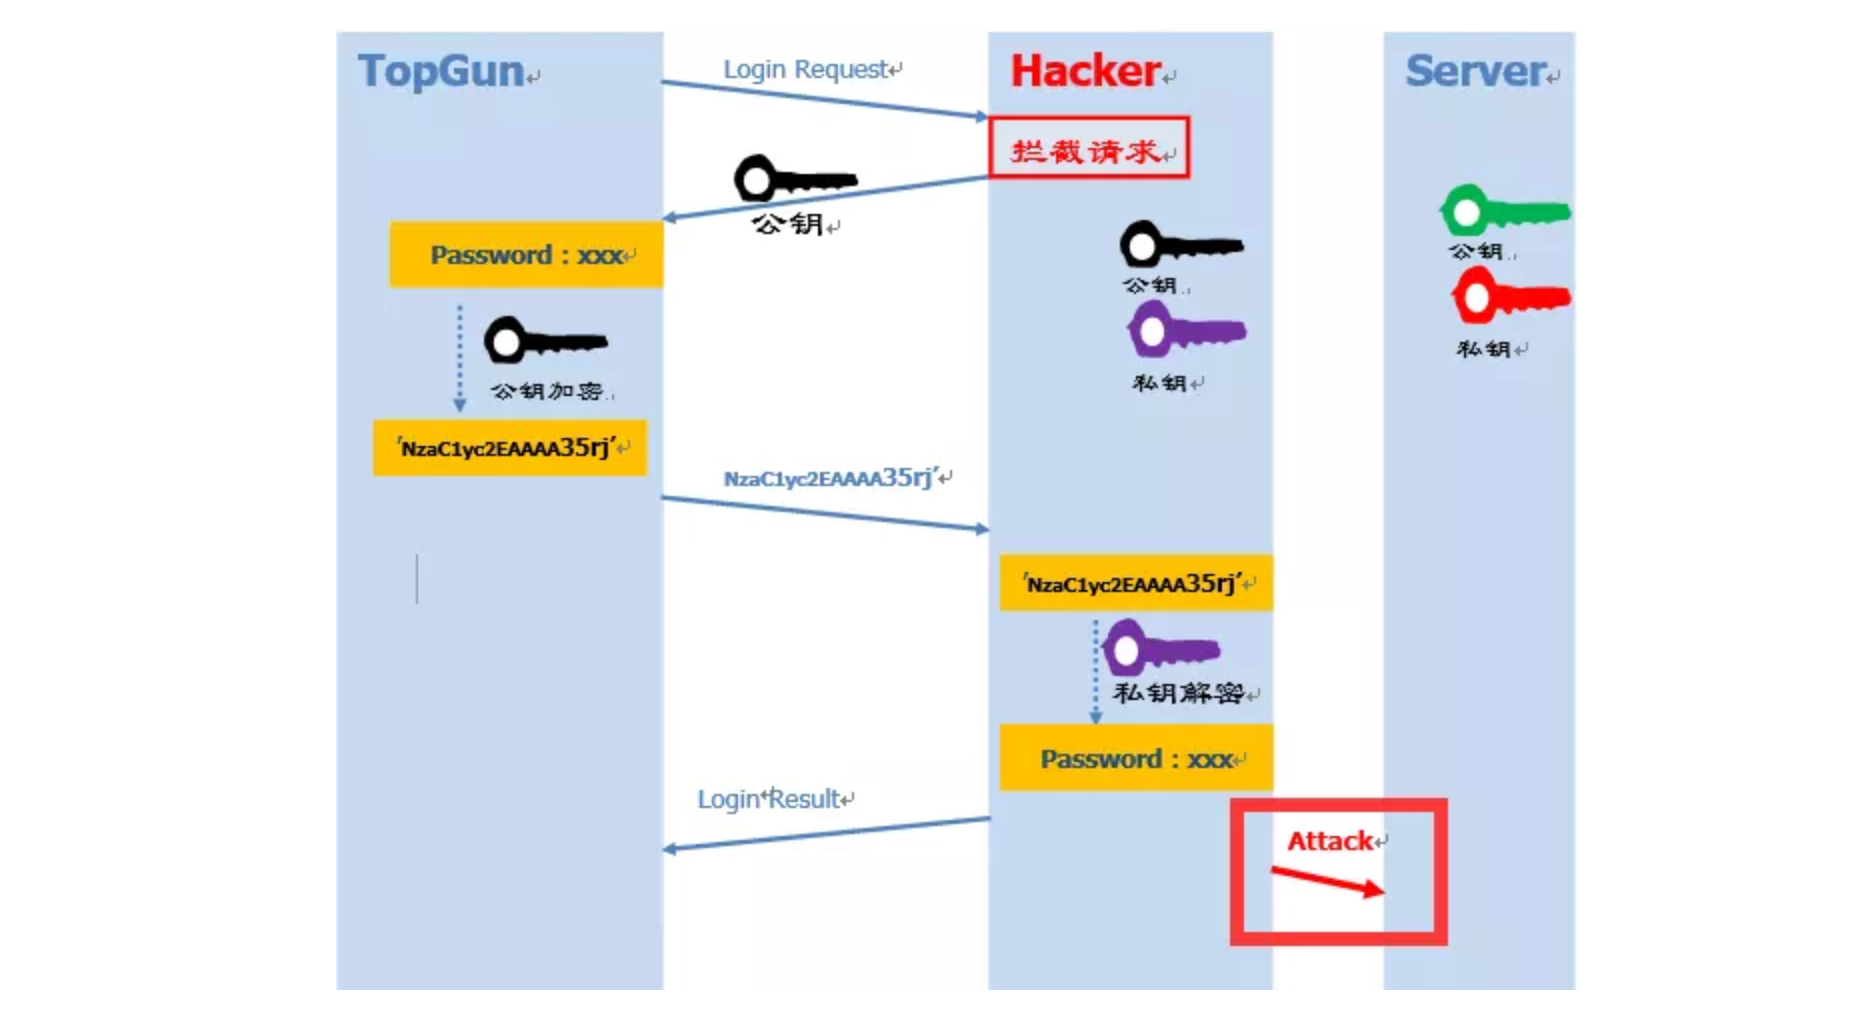 TopGun
Login Request
Hacker
Server
拦截请求
公钥
Password : xxx
公钥
公钥
私钥
私钥
公钥加密
'NzaC1yc2EAAAA35rj'
NzaC1yc2EAAAA35rj'
'NzaC1yc2EAAAA35rj'
私钥解密
Password : xxx
Login Result
Attack